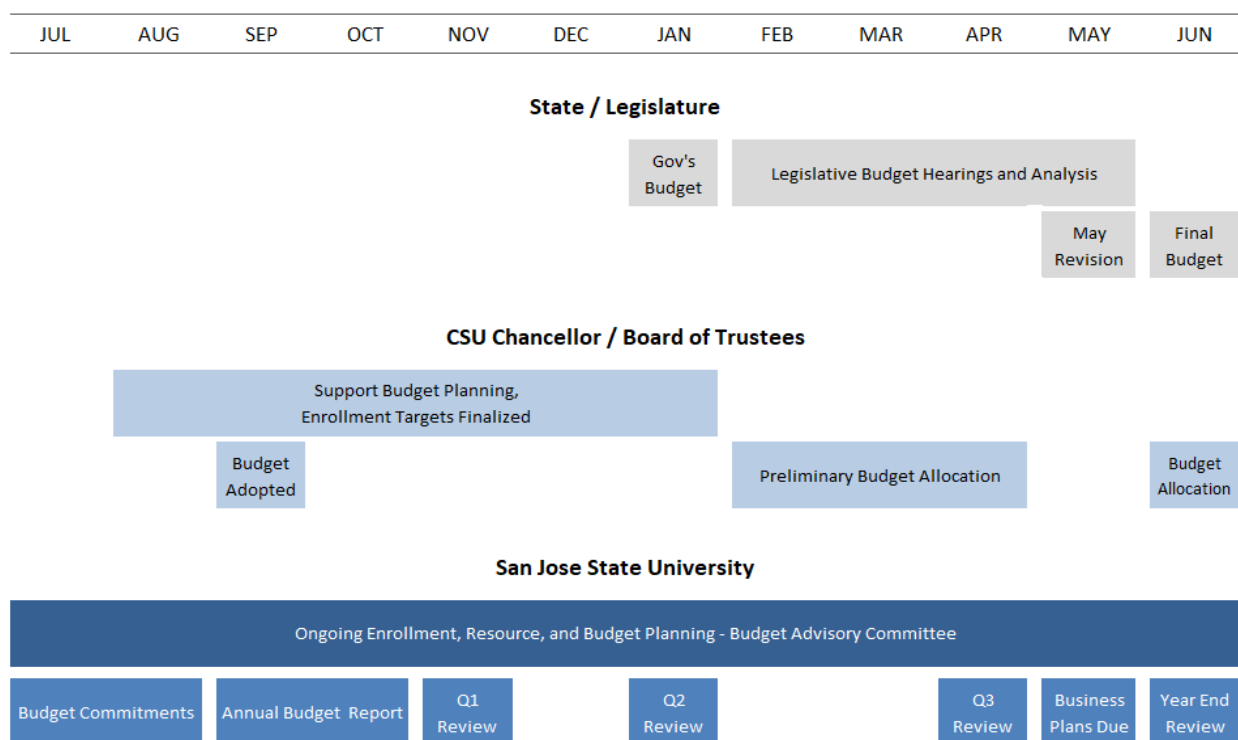 JUL AUG SEP OCT NOV DEC JAN FEB MAR APR MAY JUN
State / Legislature
Gov's
Budget
Legislative Budget Hearings and Analysis
May
Revision
Final
Budget
CSU Chancellor / Board of Trustees
Support Budget Planning,
Enrollment Targets Finalized
Budget
Adopted
Preliminary Budget Allocation
Budget
Allocation
San Jose State University
Ongoing Enrollment, Resource, and Budget Planning - Budget Advisory Committee
Budget Commitments
Annual Budget Report
Q1
Review
Q2
Review
Q3
Review
Business
Plans Due
Year End
Review